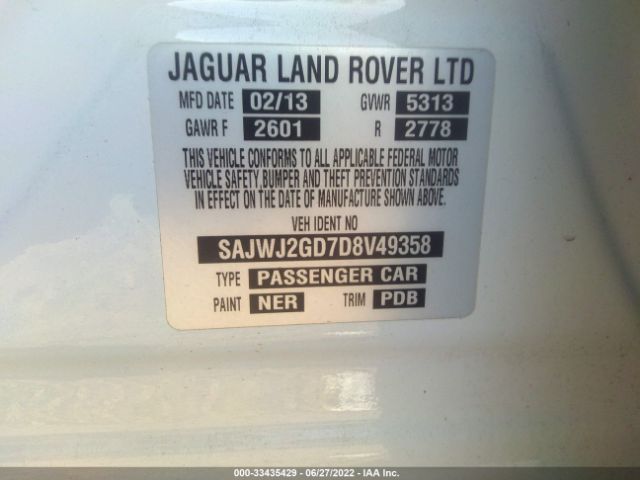 JAGUAR LAND ROVER LTD
MFD DATE 02/13 GVWR 5313
GAWR F 2601 R 2778
THIS VEHICLE CONFORMS TO ALL APPLICABLE FEDERAL MOTOR
VEHICLE SAFETY,BUMPER AND THEFT PREVENTION STANDARDS
IN EFFECT ON THE DATE OF MANUFACTURE SHOWN ABOVE.
VEH IDENT NO
SAJWJ2GD7D8V49358
TYPE PASSENGER CAR
PAINT NER TRIM PDB
000-33435429 - 06/27/2022 - IAA Inc.